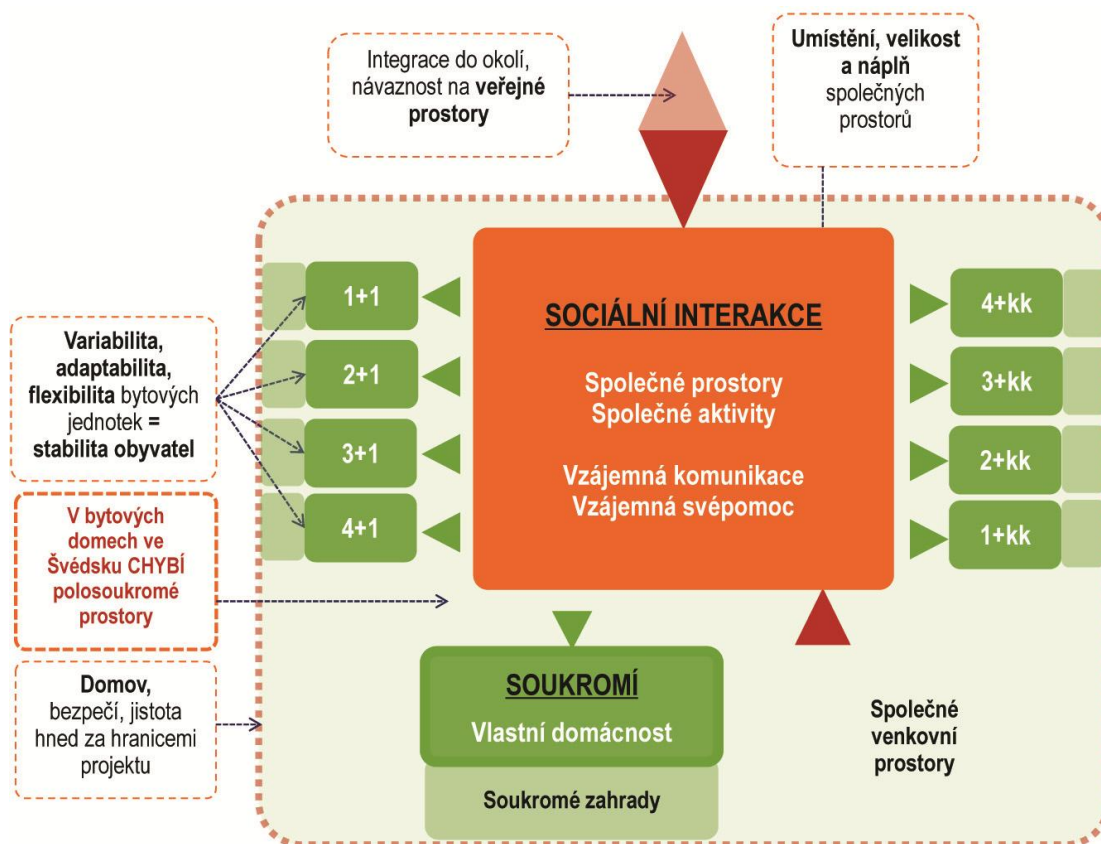 Integrace do okolí,
návaznost na veřejné
prostory
Umístění, velikost
a náplň
společných
prostorů
Variabilita,
adaptabilita,
flexibilita bytových
jednotek =
stabilita obyvatel
V bytových
domech ve
Švédsku CHYBÍ
polosoukromé
prostory
Domov,
bezpečí, jistota
hned za hranicemi
projektu
1+1
2+1
3+1
4+1
SOCIÁLNÍ INTERAKCE
Společné prostory
Společné aktivity
Vzájemná komunikace
Vzájemná svépomoc
4+kk
3+kk
2+kk
1+kk
SOUKROMÍ
Vlastní domácnost
Soukromé zahrady
Společné
venkovní
prostory